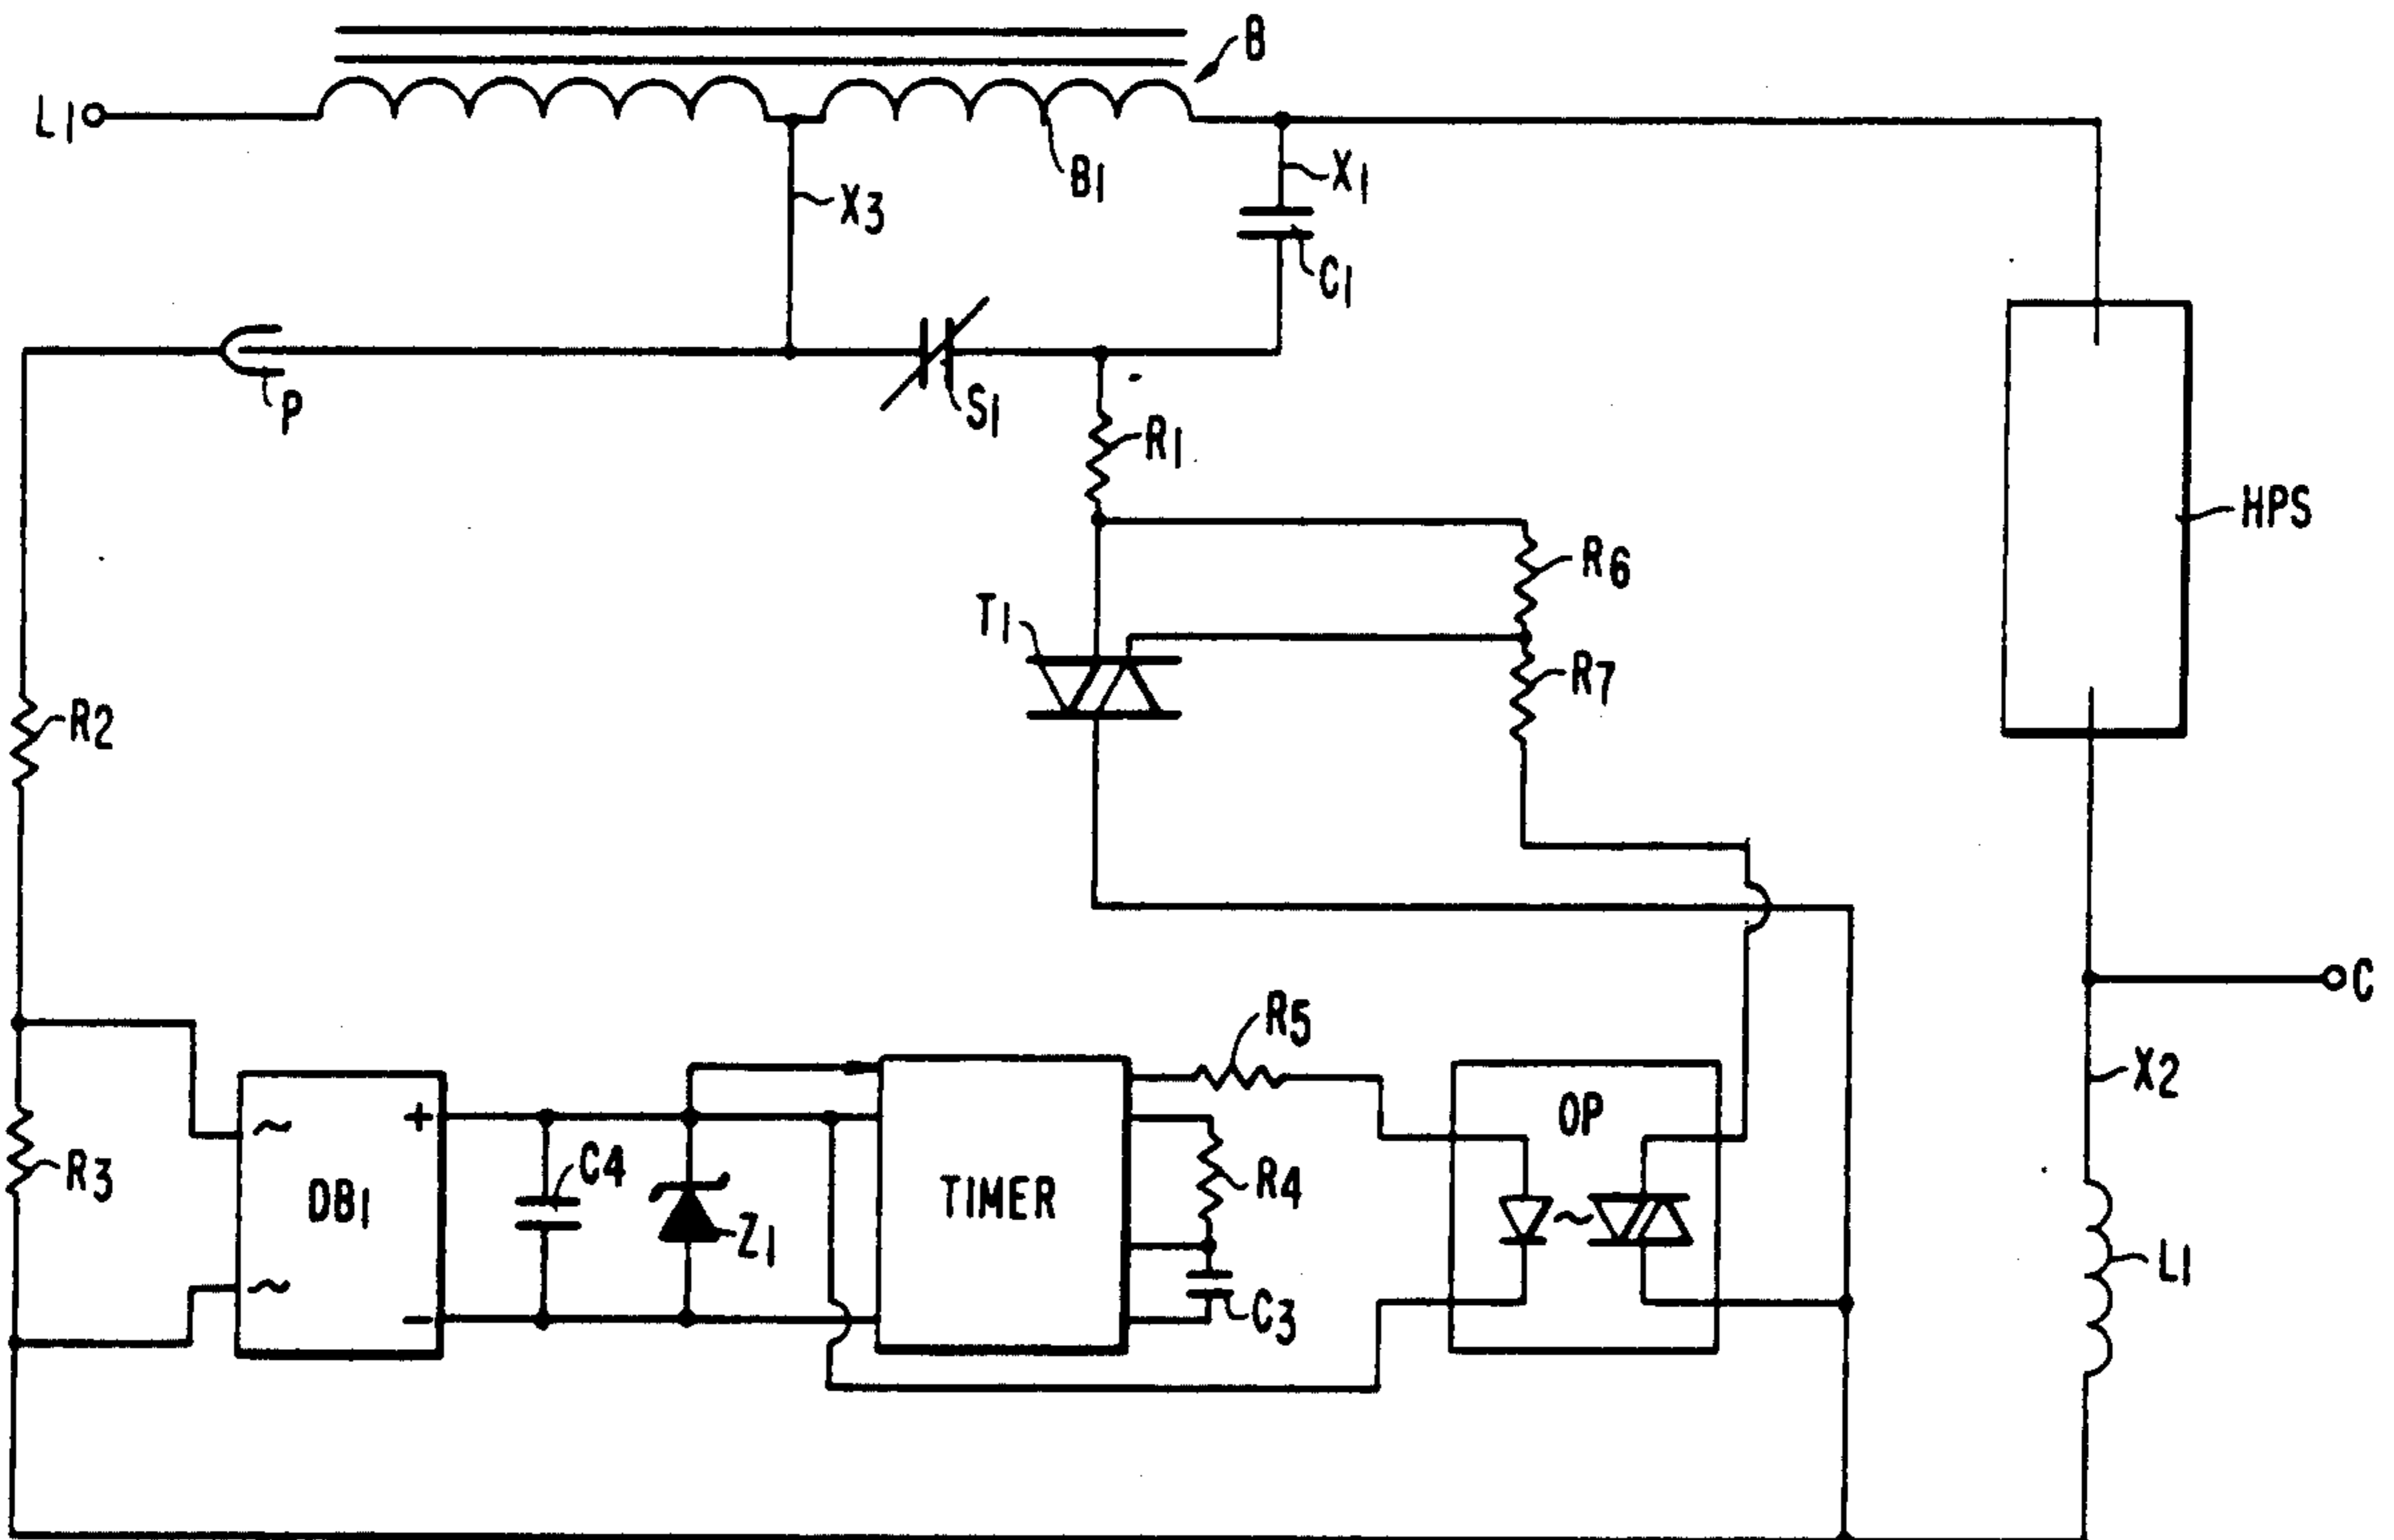 B
L1
B1
X1
X3
C1
P
S1
R1
HPS
R6
T1
R7
R2
C
R5
X2
OP
~
+
C4
R3
DB1
TIMER
R4
Z1
~
~
L1
−
C3